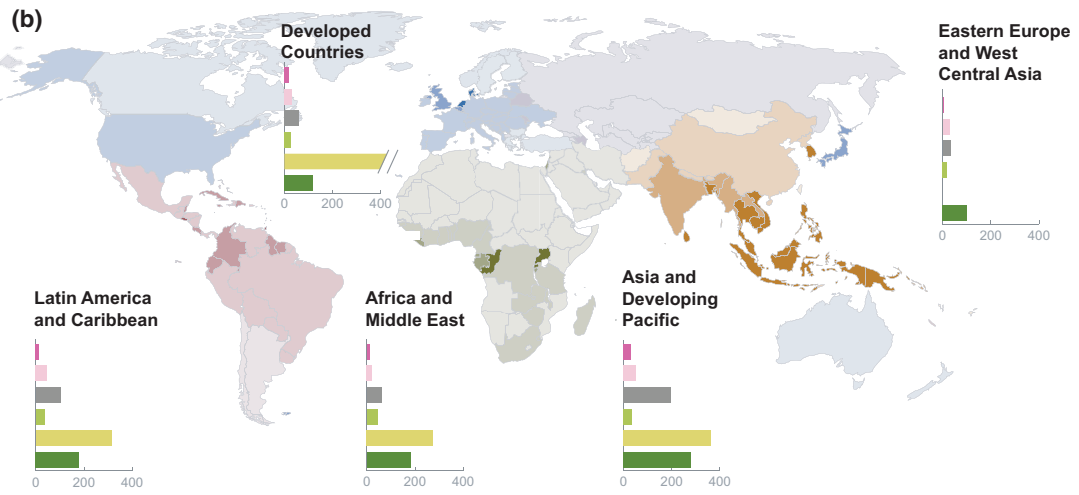 (b)
Developed
Countries
0 200 400
Eastern Europe
and West
Central Asia
0 200 400
Latin America
and Caribbean
0 200 400
Africa and
Middle East
0 200 400
Asia and
Developing
Pacific
0 200 400